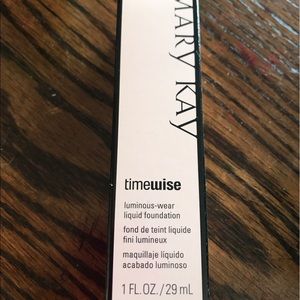 MARY KAY
timewise
luminous-wear
liquid foundation
fond de teint liquide
fini lumineux
maquillaje líquido
acabado luminoso
1 FL.OZ./29 mL